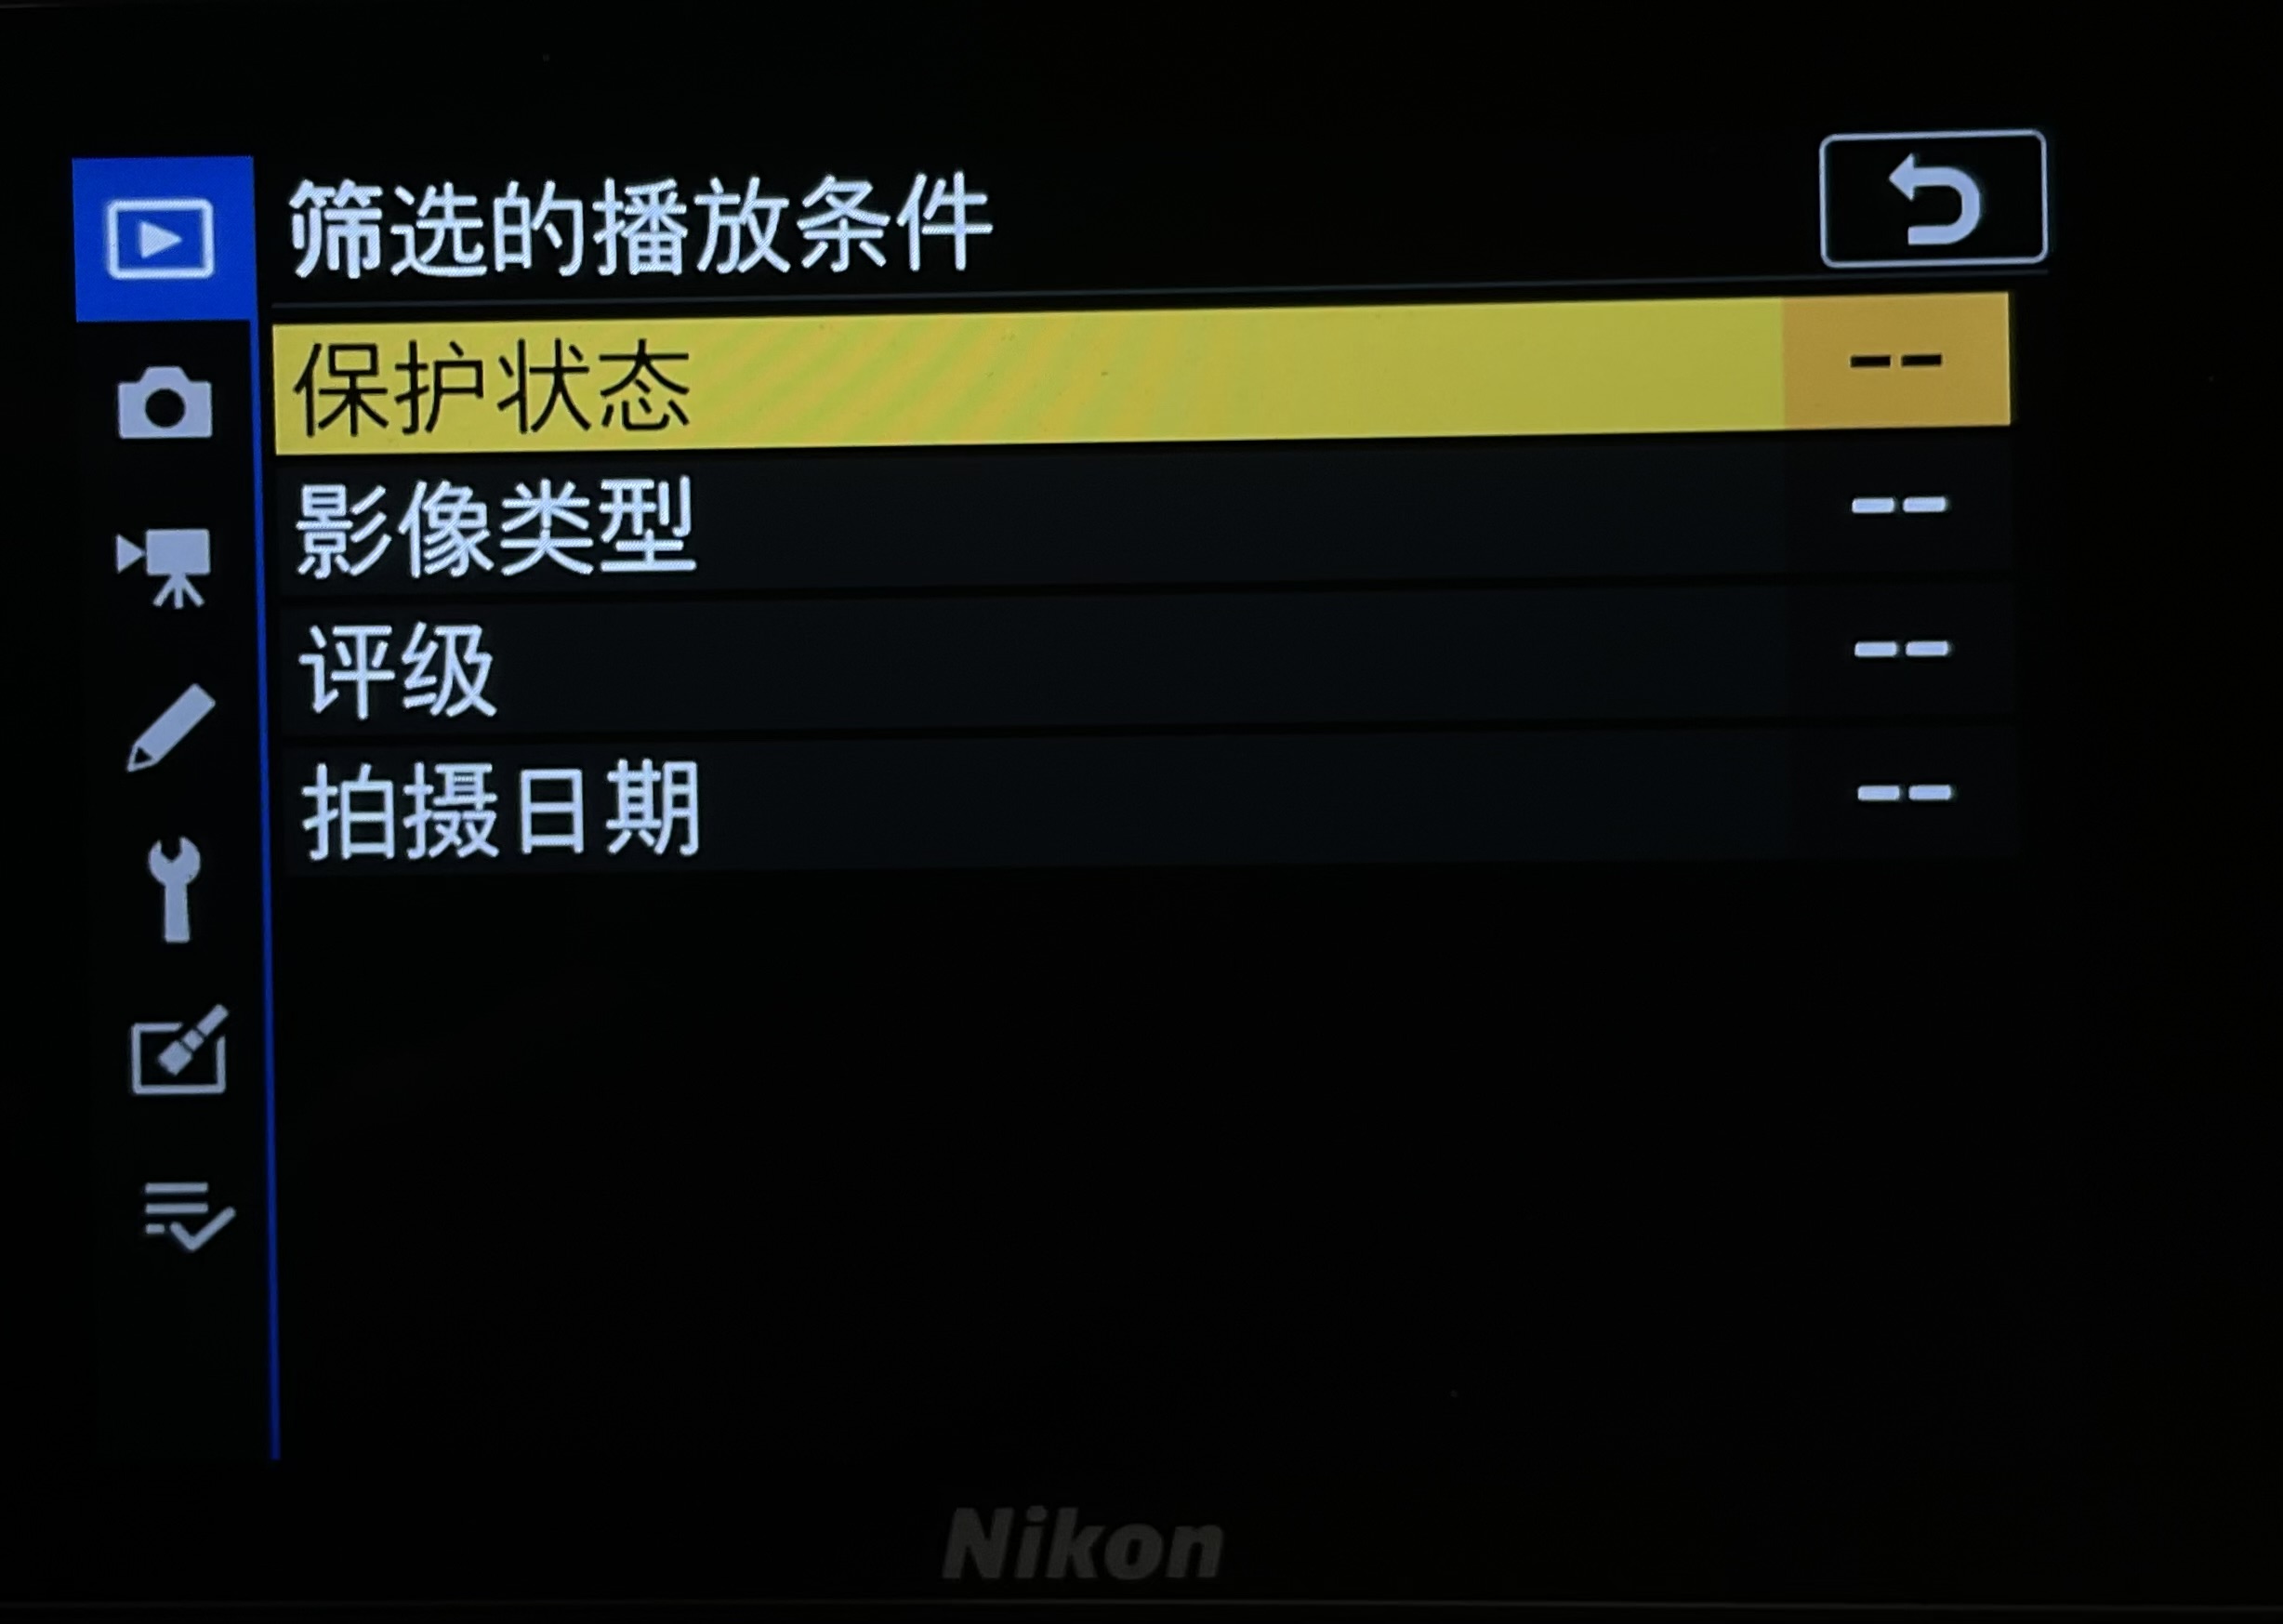 筛选的播放条件
保护状态 --
影像类型 --
评级 --
拍摄日期 --
Nikon